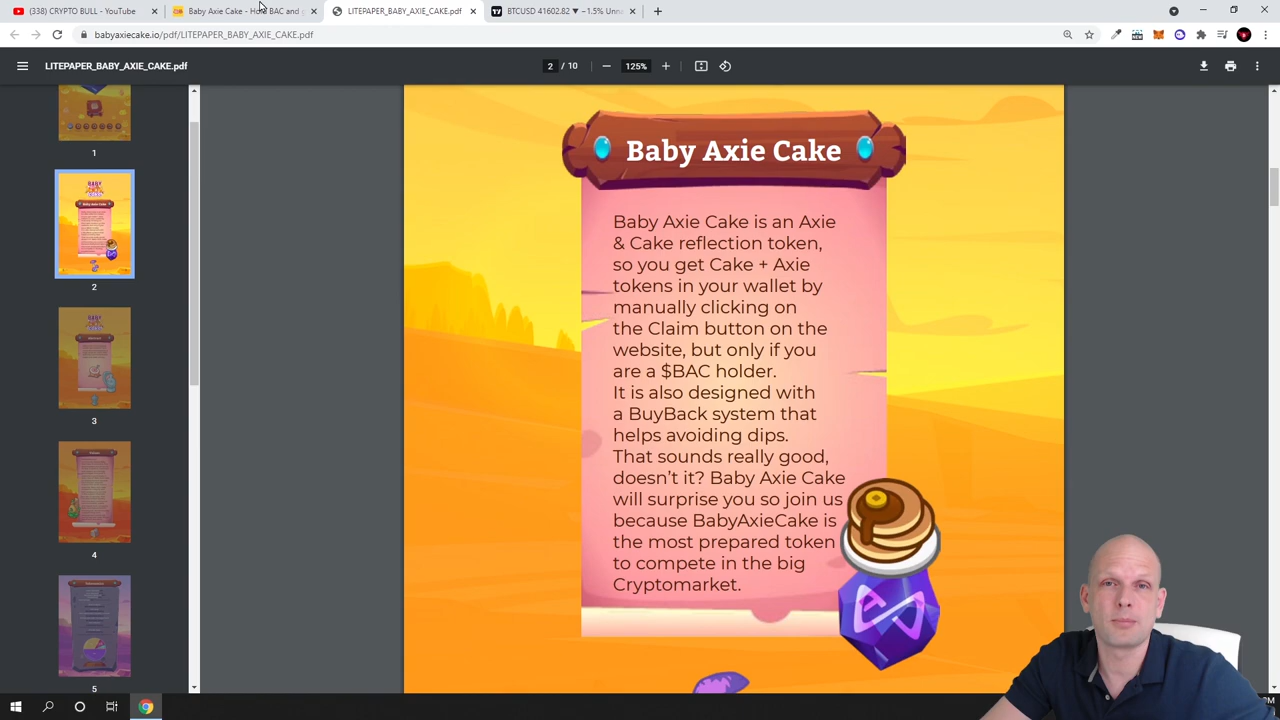 (338) CRYPTO BULL - YouTube
Baby Axie Cake - Hold BAC and g
LITEPAPER_BABY_AXIE_CAKE.pdf
BTCUSD 41602.82 ▼ −1.5% Unna
babyaxiecake.io/pdf/LITEPAPER_BABY_AXIE_CAKE.pdf
LITEPAPER_BABY_AXIE_CAKE.pdf
2 / 10
125%
1
2
3
4
5
Baby Axie Cake
Baby Axie Cake is an Axie
& Cake reflection token,
so you get Cake + Axie
tokens in your wallet by
manually clicking on
the Claim button on the
website, but only if you
are a $BAC holder.
It is also designed with
a BuyBack system that
helps avoiding dips.
That sounds really good,
doesn't it? Baby Axie Cake
will surprise you so join us
because BabyAxieCake is
the most prepared token
to compete in the big
Cryptomarket.